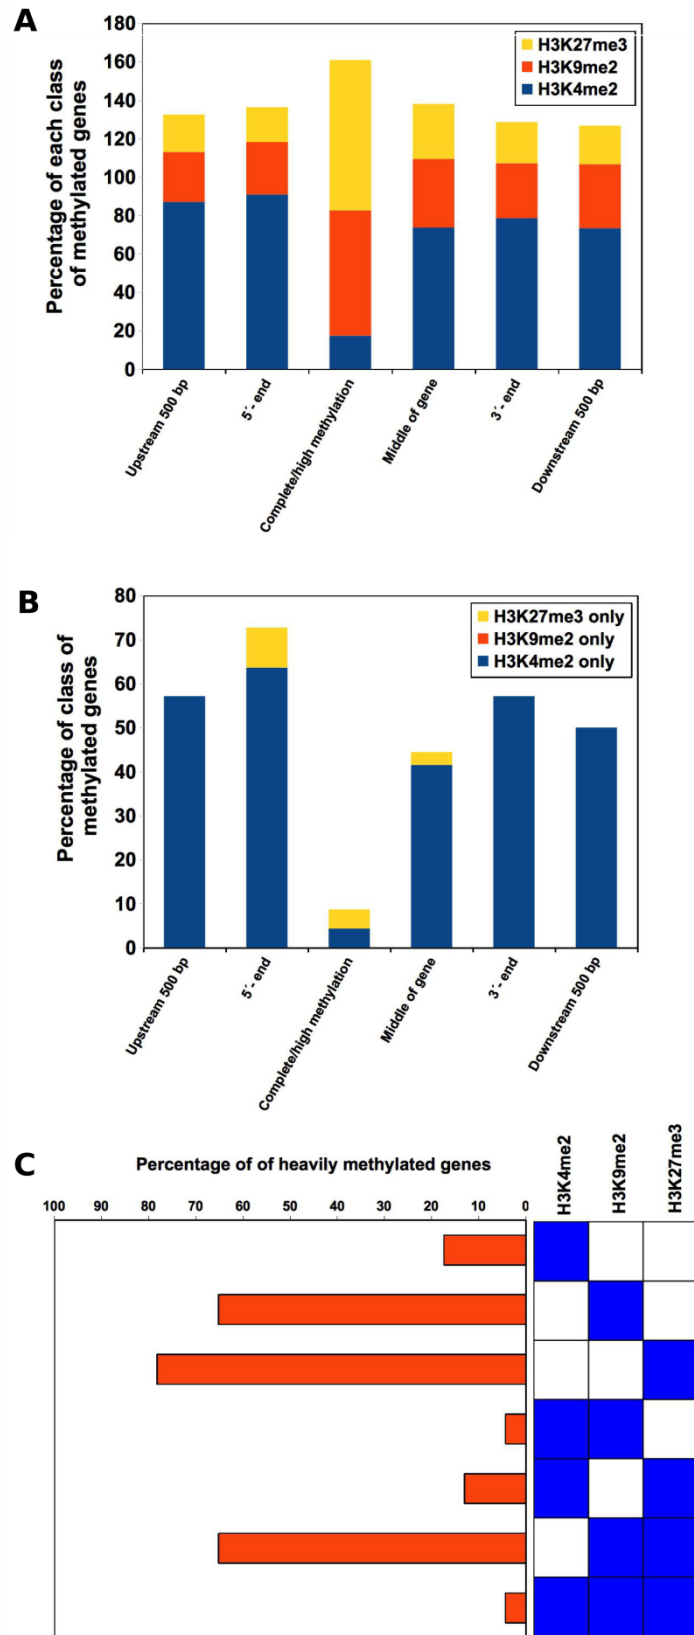 A
Percentage of each class
of methylated genes
180
160
140
120
100
80
60
40
20
0
H3K27me3
H3K9me2
H3K4me2
Upstream 500 bp
5´- end
Complete/high methylation
Middle of gene
3´- end
Downstream 500 bp
B
Percentage of class of
methylated genes
80
70
60
50
40
30
20
10
0
H3K27me3 only
H3K9me2 only
H3K4me2 only
Upstream 500 bp
5´- end
Complete/high methylation
Middle of gene
3´- end
Downstream 500 bp
C
Percentage of of heavily methylated genes
100 90 80 70 60 50 40 30 20 10 0
H3K4me2
H3K9me2
H3K27me3